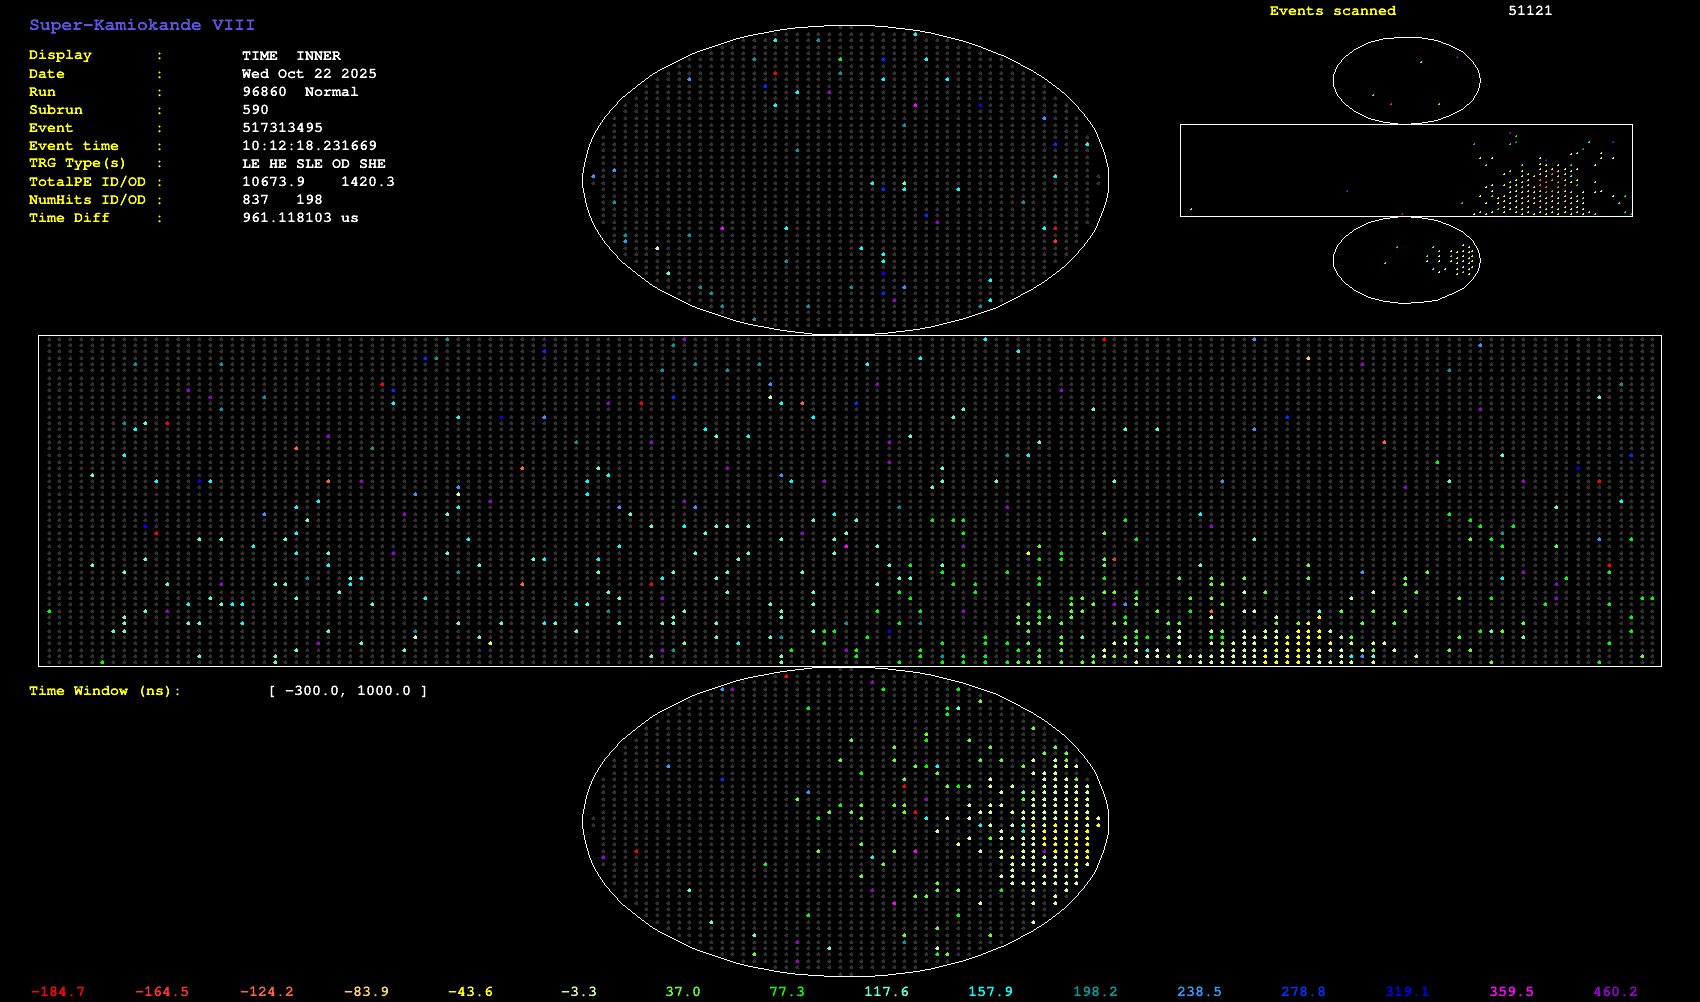 Super-Kamiokande VIII
Events scanned 51121
Display : TIME INNER
Date : Wed Oct 22 2025
Run : 96860 Normal
Subrun : 590
Event : 517313495
Event time : 10:12:18.231669
TRG Type(s) : LE HE SLE OD SHE
TotalPE ID/OD : 10673.9 1420.3
NumHits ID/OD : 837 198
Time Diff : 961.118103 us
Time Window (ns): [ -300.0, 1000.0 ]
-184.7 -164.5 -124.2 -83.9 -43.6 -3.3 37.0 77.3 117.6 157.9 198.2 238.5 278.8 319.1 359.5 460.2